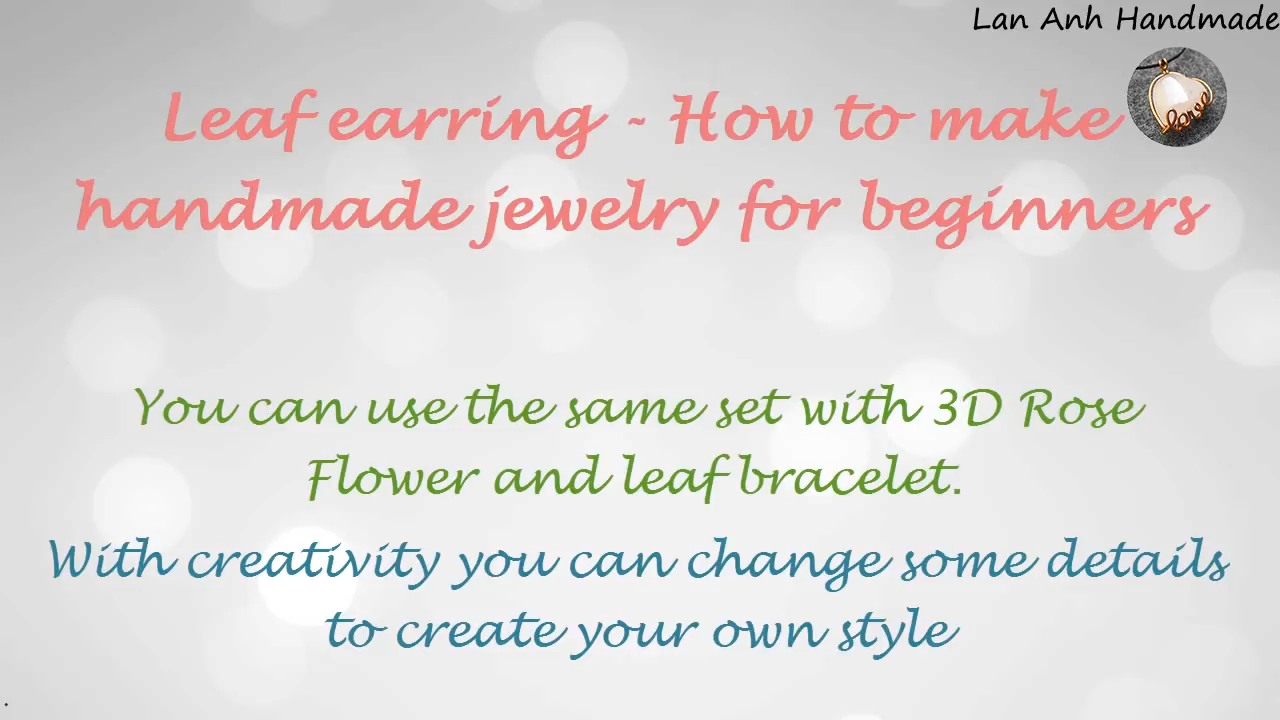 Lan Anh Handmade
Leaf earring - How to make
handmade jewelry for beginners
You can use the same set with 3D Rose
Flower and leaf bracelet.
With creativity you can change some details
to create your own style